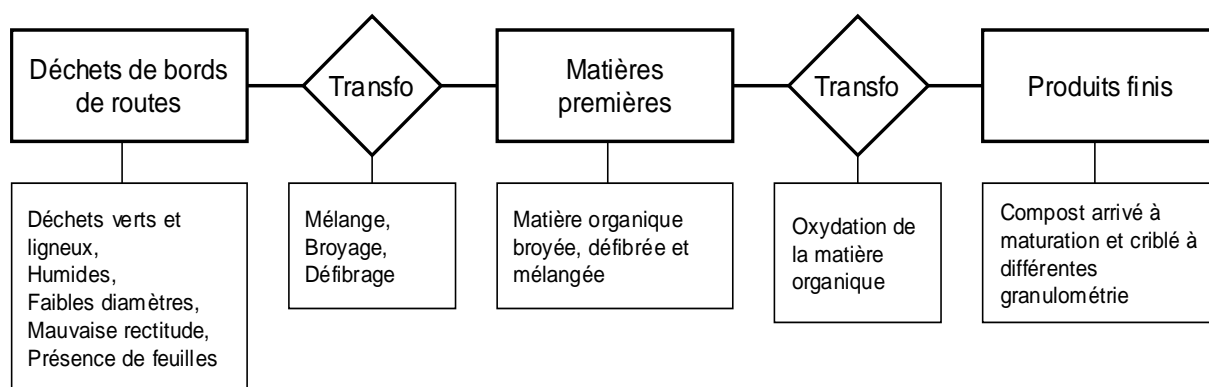 Déchets de bords
de routes
Transfo
Matières
premières
Transfo
Produits finis
Déchets verts et
ligneux,
Humides,
Faibles diamètres,
Mauvaise rectitude,
Présence de feuilles
Mélange,
Broyage,
Défibrage
Matière organique
broyée, défibrée et
mélangée
Oxydation de
la matière
organique
Compost arrivé à
maturation et criblé à
différentes
granulométrie